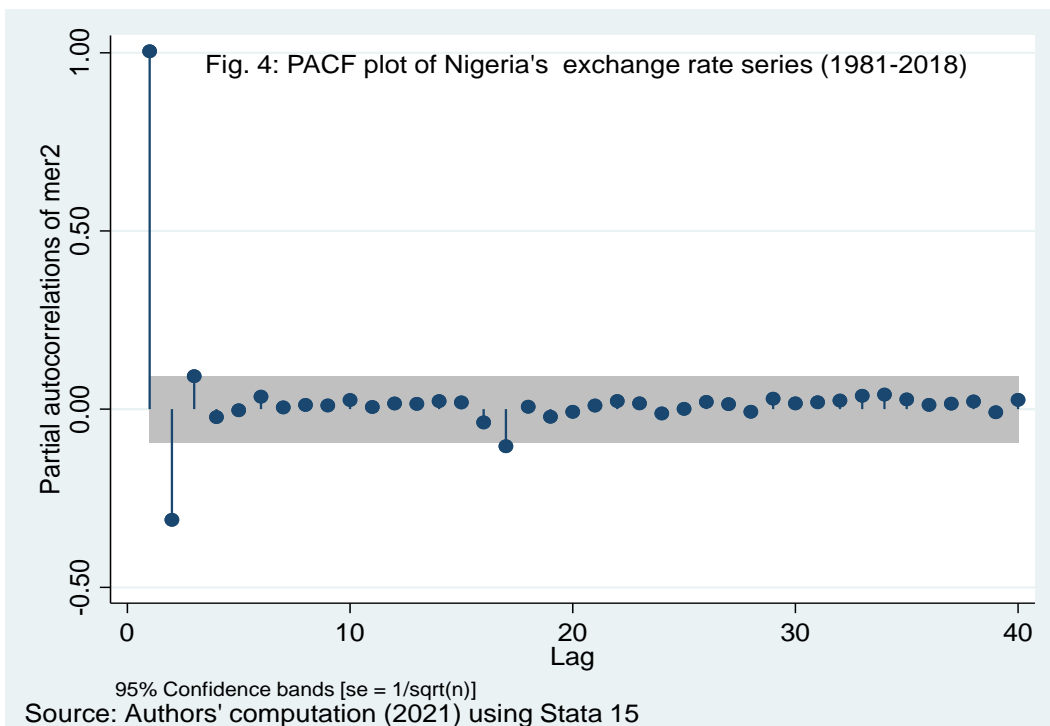 Fig. 4: PACF plot of Nigeria's  exchange rate series (1981-2018)
Partial autocorrelations of mer2
1.00
0.50
0.00
-0.50
0
10
20
30
40
Lag
95% Confidence bands [se = 1/sqrt(n)]
Source: Authors' computation (2021) using Stata 15